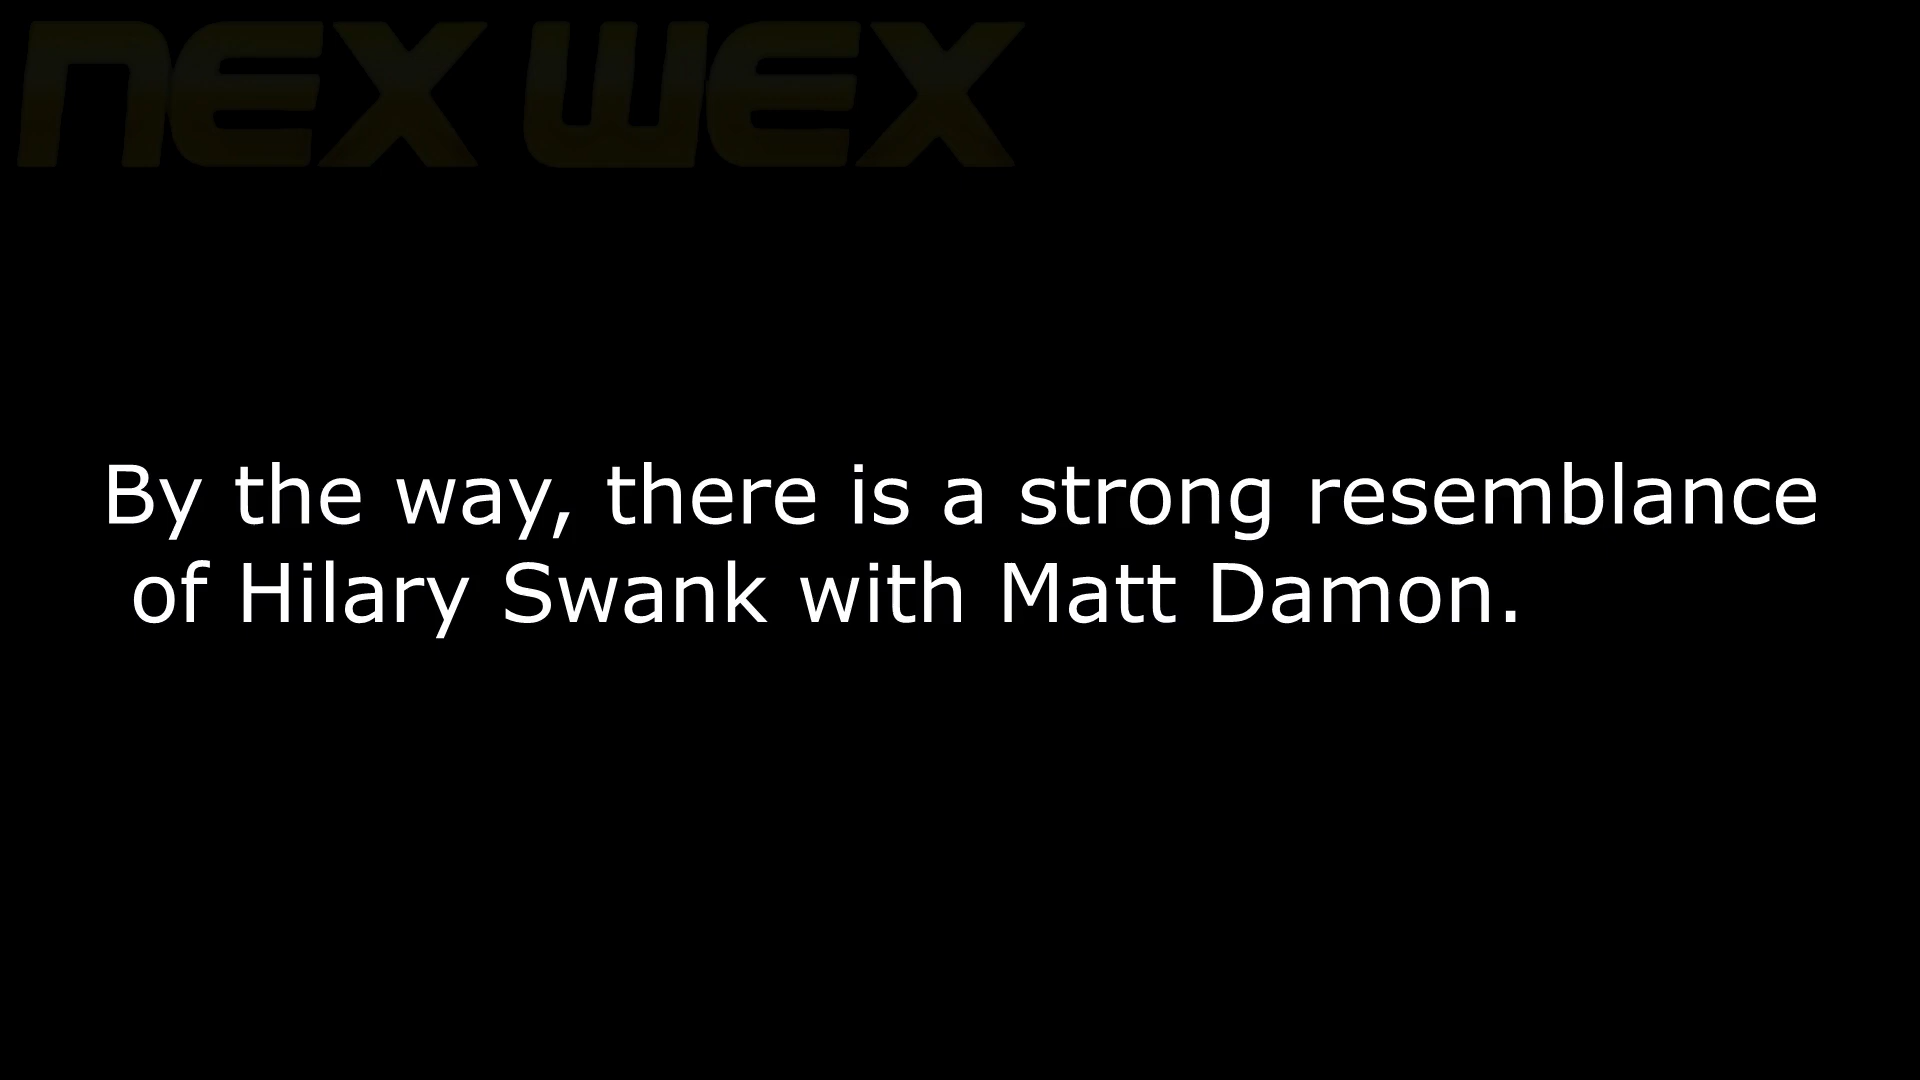 NEX WEX
By the way, there is a strong resemblance
of Hilary Swank with Matt Damon.